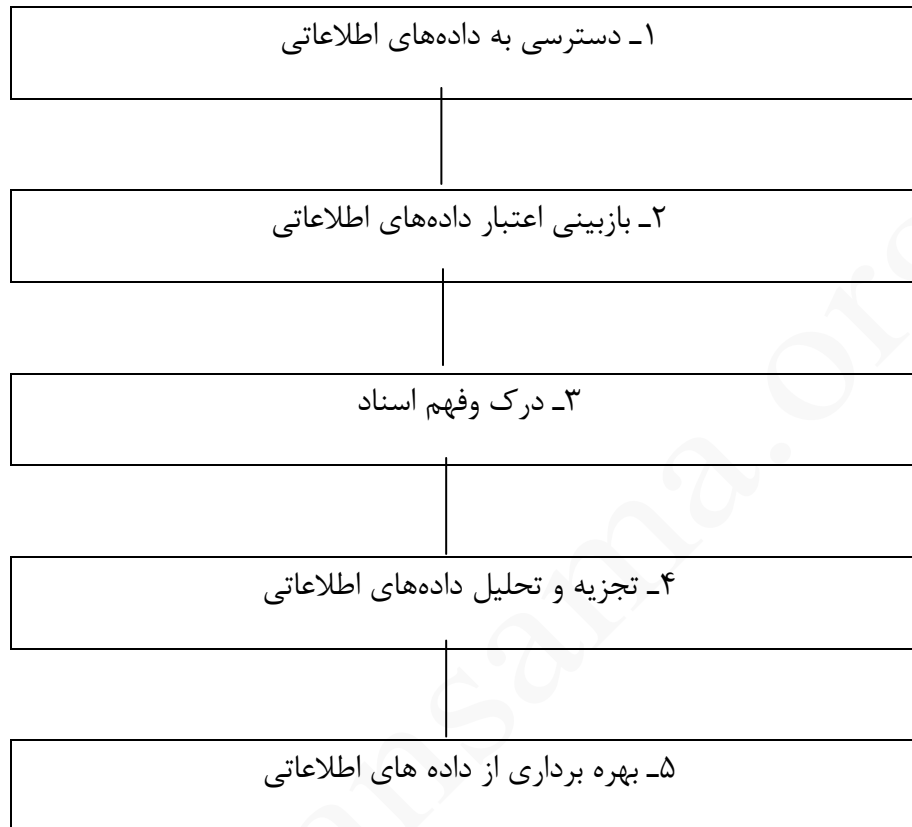 ۱ـ دسترسی به داده‌های اطلاعاتی
۲ـ بازبینی اعتبار داده‌های اطلاعاتی
۳ـ درک وفهم اسناد
۴ـ تجزیه و تحلیل داده‌های اطلاعاتی
۵ـ بهره برداری از داده های اطلاعاتی